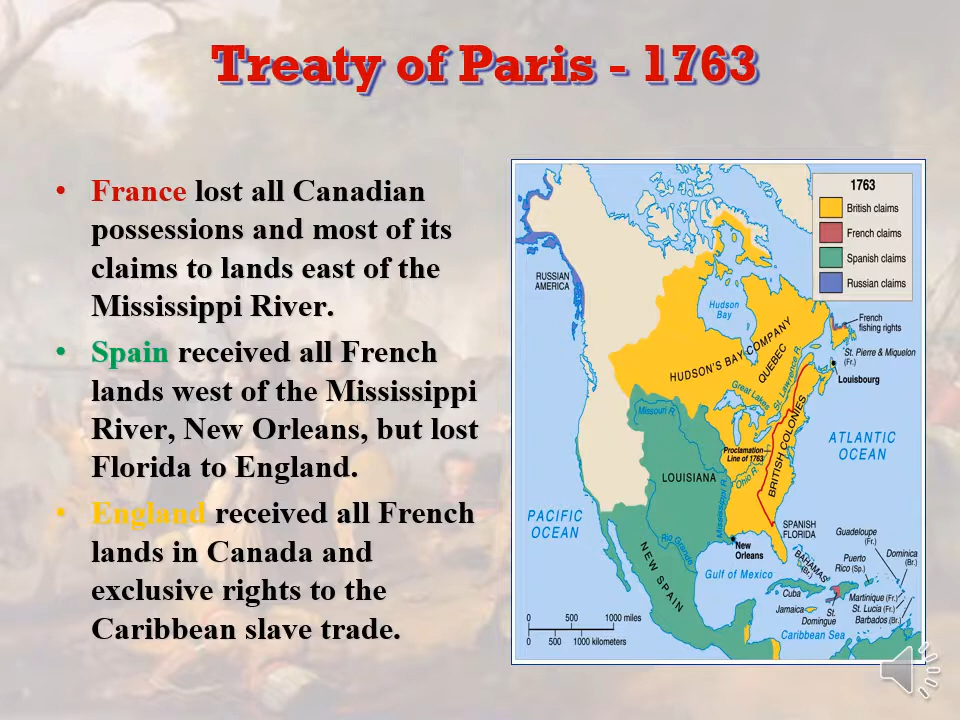 Treaty of Paris - 1763
• France lost all Canadian
possessions and most of its
claims to lands east of the
Mississippi River.
• Spain received all French
lands west of the Mississippi
River, New Orleans, but lost
Florida to England.
• England received all French
lands in Canada and
exclusive rights to the
Caribbean slave trade.
1763
British claims
French claims
Spanish claims
Russian claims
RUSSIAN
AMERICA
Hudson
Bay
French
fishing rights
HUDSON'S BAY COMPANY
QUEBEC
St. Lawrence R.
St. Pierre & Miquelon
(Fr.)
Louisbourg
Great Lakes
Missouri R.
BRITISH COLONIES
ATLANTIC
OCEAN
Proclamation
Line of 1763
Ohio R.
LOUISIANA
Mississippi R.
PACIFIC
OCEAN
SPANISH
FLORIDA
New
Orleans
Rio Grande
NEW SPAIN
Gulf of Mexico
BAHAMAS
(Br.)
Guadeloupe
(Fr.)
Dominica
(Br.)
Puerto
Rico (Sp.)
Cuba
Martinique (Fr.)
St. Lucia (Fr.)
Barbados (Br.)
Jamaica
St.
Domingue
Caribbean Sea
0 500 1000 miles
0 500 1000 kilometers